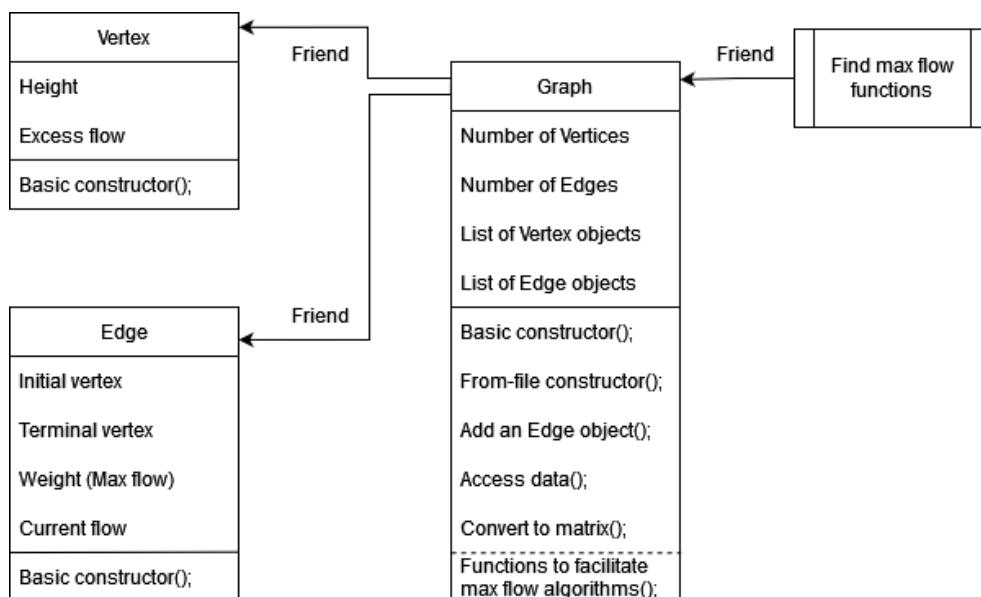 Vertex
Height
Excess flow
Basic constructor();
Friend
Edge
Initial vertex
Terminal vertex
Weight (Max flow)
Current flow
Basic constructor();
Friend
Graph
Number of Vertices
Number of Edges
List of Vertex objects
List of Edge objects
Basic constructor();
From-file constructor();
Add an Edge object();
Access data();
Convert to matrix();
Functions to facilitate
max flow algorithms();
Friend
Find max flow
functions